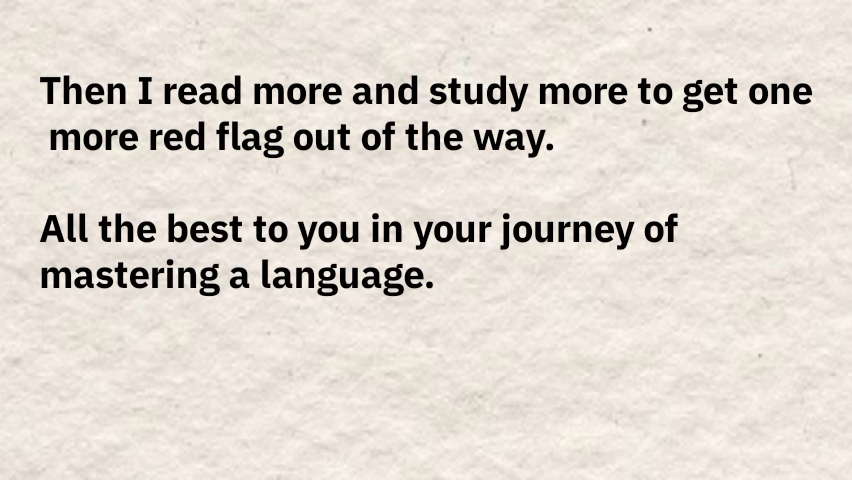 Then I read more and study more to get one
more red flag out of the way.
All the best to you in your journey of
mastering a language.